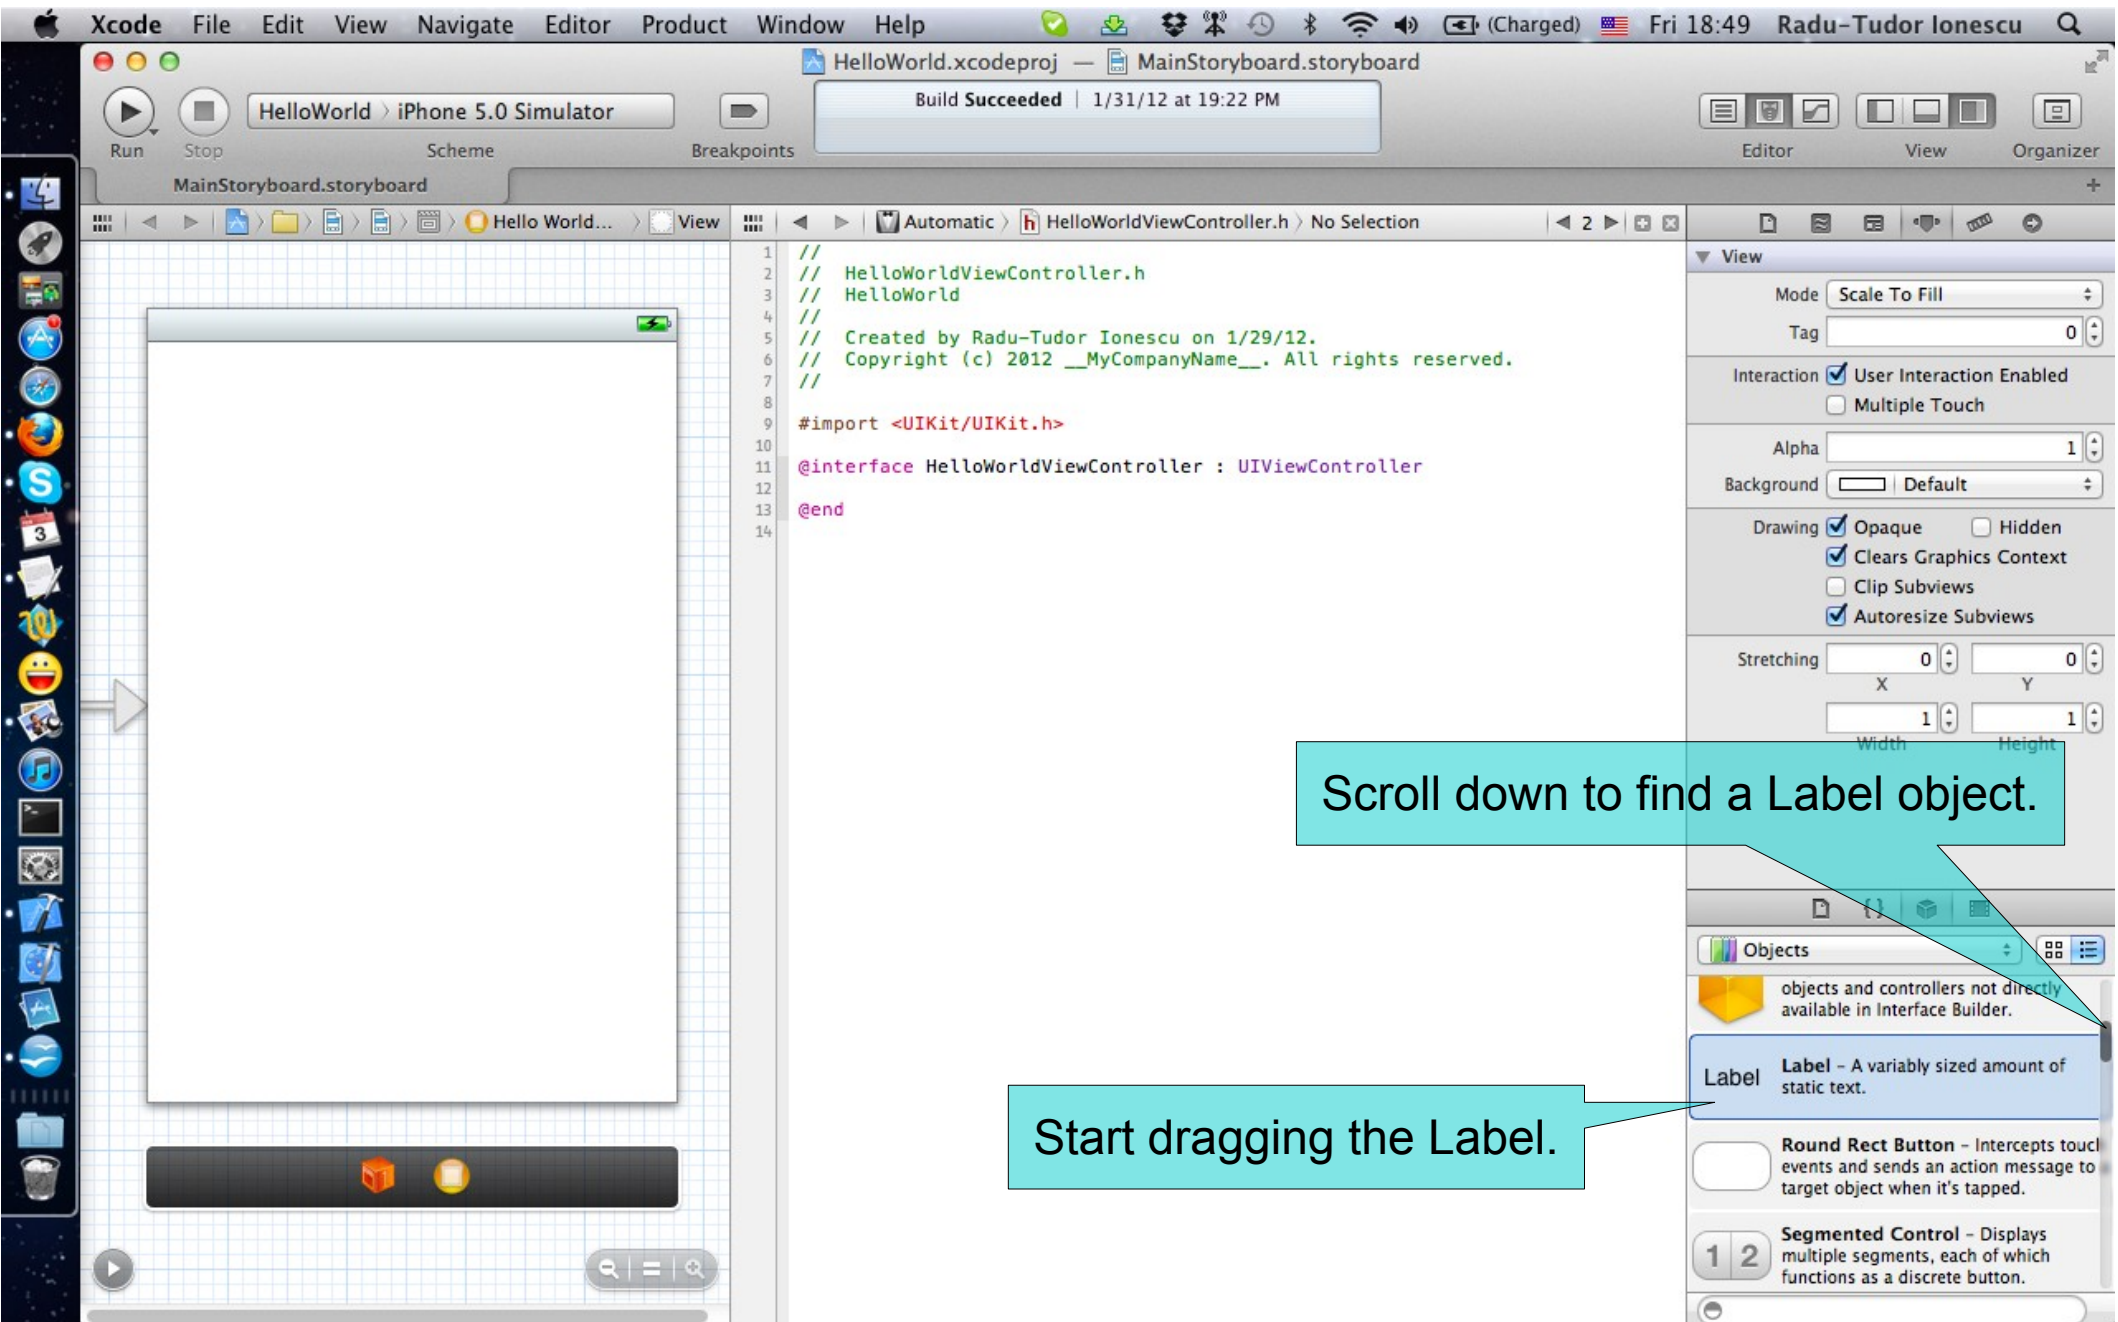 Xcode File Edit View Navigate Editor Product Window Help (Charged) Fri 18:49 Radu-Tudor Ionescu
HelloWorld.xcodeproj — MainStoryboard.storyboard
HelloWorld iPhone 5.0 Simulator
Build Succeeded | 1/31/12 at 19:22 PM
Run Stop Scheme Breakpoints Editor View Organizer
MainStoryboard.storyboard
Hello World... View
Automatic HelloWorldViewController.h No Selection 2
1 //
2 // HelloWorldViewController.h
3 // HelloWorld
4 //
5 // Created by Radu-Tudor Ionescu on 1/29/12.
6 // Copyright (c) 2012 __MyCompanyName__. All rights reserved.
7 //
8
9 #import <UIKit/UIKit.h>
10
11 @interface HelloWorldViewController : UIViewController
12
13 @end
14
View
Mode Scale To Fill
Tag 0
Interaction User Interaction Enabled
Multiple Touch
Alpha 1
Background Default
Drawing Opaque Hidden
Clears Graphics Context
Clip Subviews
Autoresize Subviews
Stretching 0 0
X Y
1 1
Width Height
Scroll down to find a Label object.
Objects
objects and controllers not directly
available in Interface Builder.
Label
Label – A variably sized amount of
static text.
Start dragging the Label.
Round Rect Button – Intercepts touch
events and sends an action message to
target object when it's tapped.
1 2
Segmented Control – Displays
multiple segments, each of which
functions as a discrete button.
3